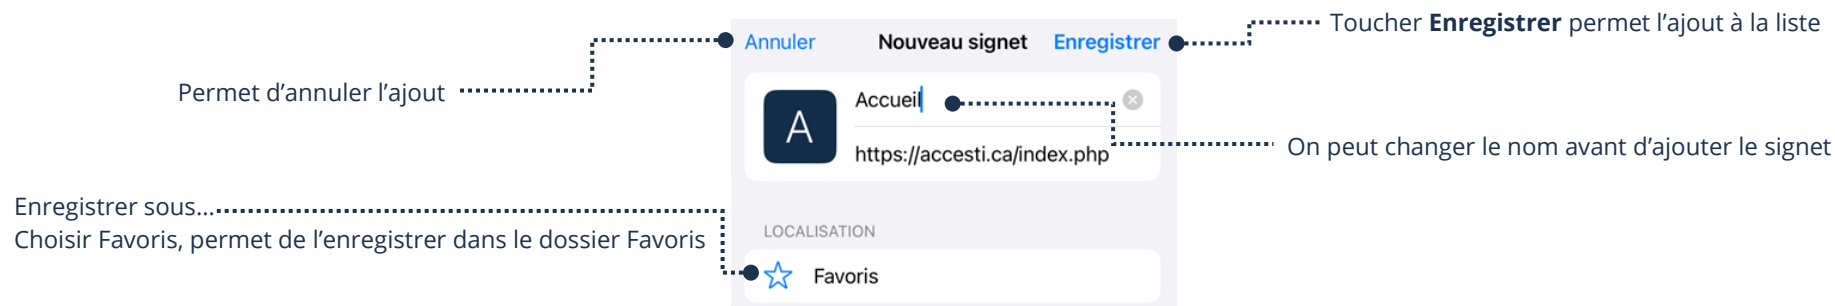 Toucher Enregistrer permet l’ajout à la liste
Annuler
Nouveau signet
Enregistrer
Permet d’annuler l’ajout
Accueil
A
https://accesti.ca/index.php
On peut changer le nom avant d’ajouter le signet
Enregistrer sous...
Choisir Favoris, permet de l’enregistrer dans le dossier Favoris
LOCALISATION
Favoris